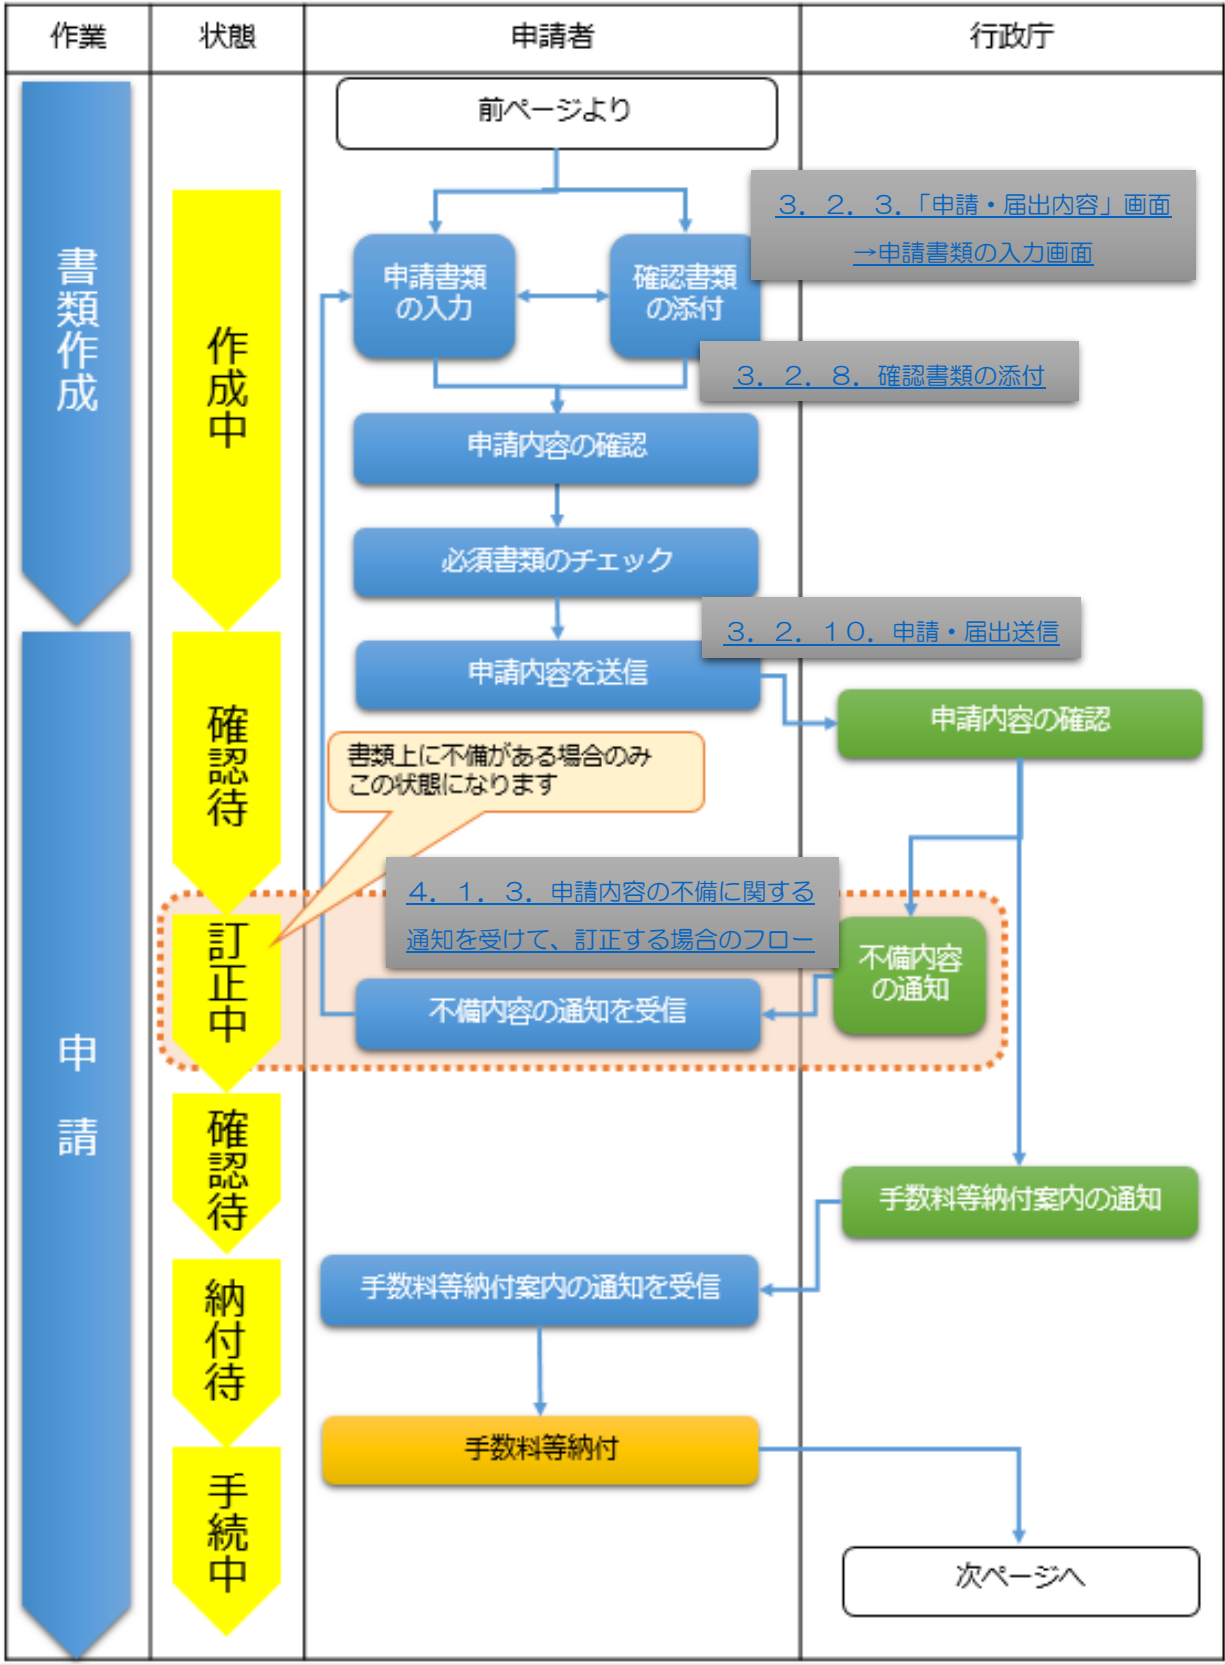 作業
状態
申請者
行政庁
前ページより
書類作成
作成中
申請書類
の入力
確認書類
の添付
３．２．３．「申請・届出内容」画面
→申請書類の入力画面
３．２．８．確認書類の添付
申請内容の確認
必須書類のチェック
３．２．１０．申請・届出送信
申請内容を送信
申請内容の確認
確認待
書類上に不備がある場合のみ
この状態になります
４．１．３．申請内容の不備に関する
通知を受けて、訂正する場合のフロー
訂正中
不備内容
の通知
不備内容の通知を受信
申請
確認待
手数料等納付案内の通知
手数料等納付案内の通知を受信
納付待
手数料等納付
手続中
次ページへ